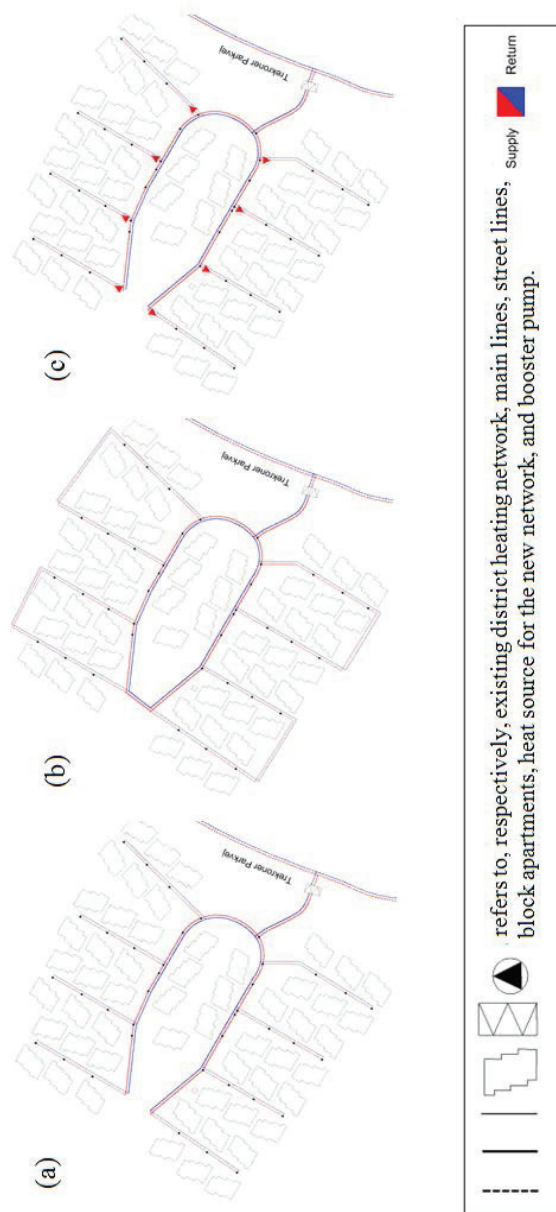 (a)
Trekroner Parkvej
(b)
Trekroner Parkvej
(c)
Trekroner Parkvej
refers to, respectively, existing district heating network, main lines, street lines,
block apartments, heat source for the new network, and booster pump.
Supply
Return